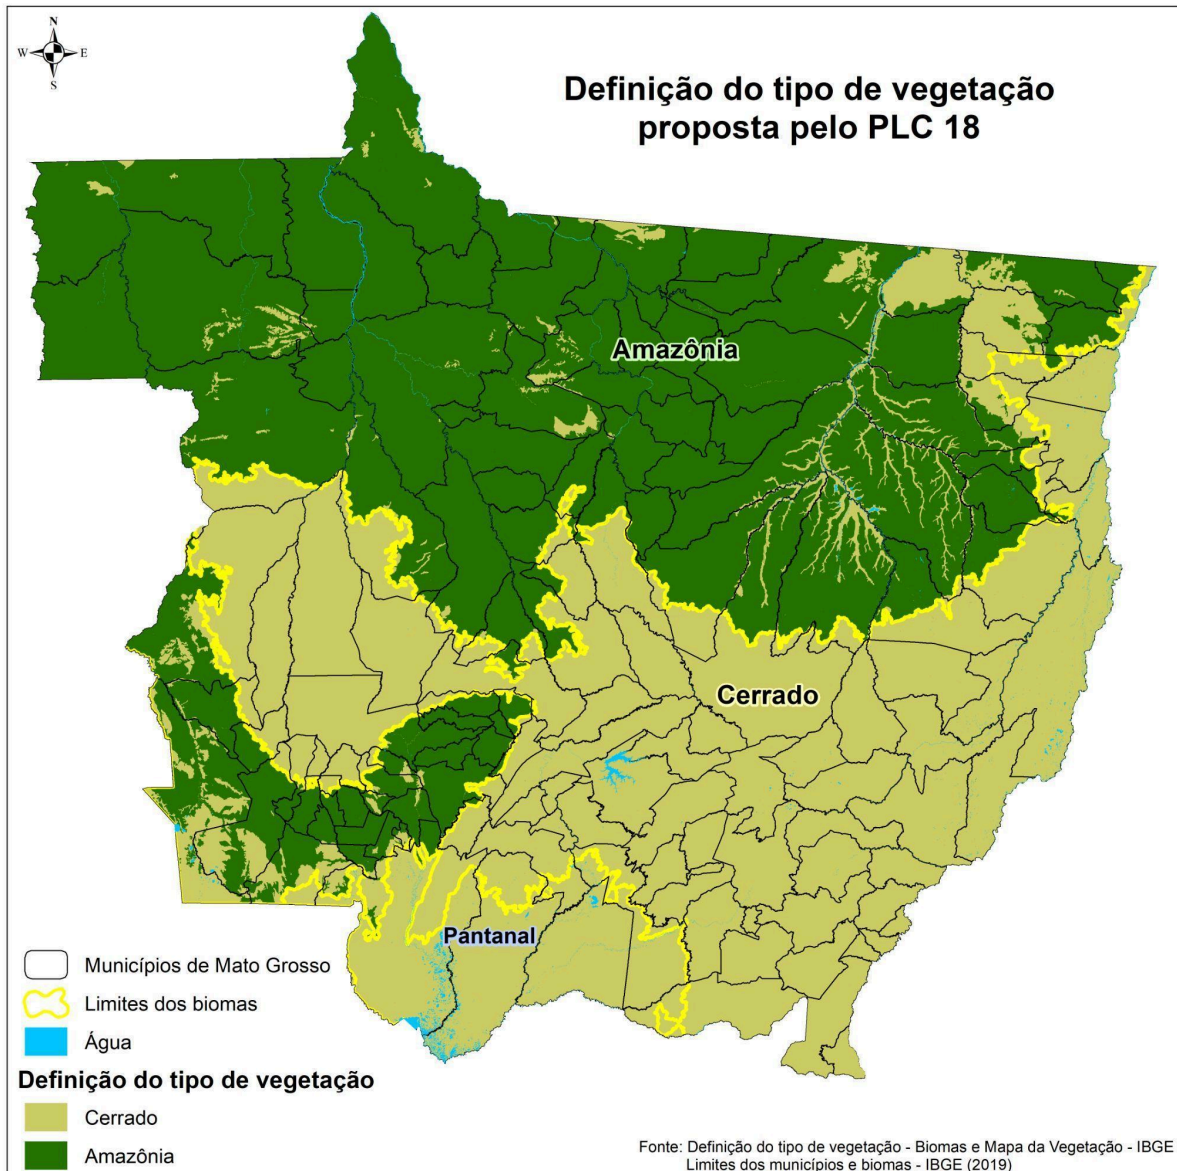 N
W
E
S
Definição do tipo de vegetação
proposta pelo PLC 18
Amazônia
Cerrado
Pantanal
Municípios de Mato Grosso
Limites dos biomas
Água
Definição do tipo de vegetação
Cerrado
Amazônia
Fonte: Definição do tipo de vegetação - Biomas e Mapa da Vegetação - IBGE
Limites dos municípios e biomas - IBGE (2019)